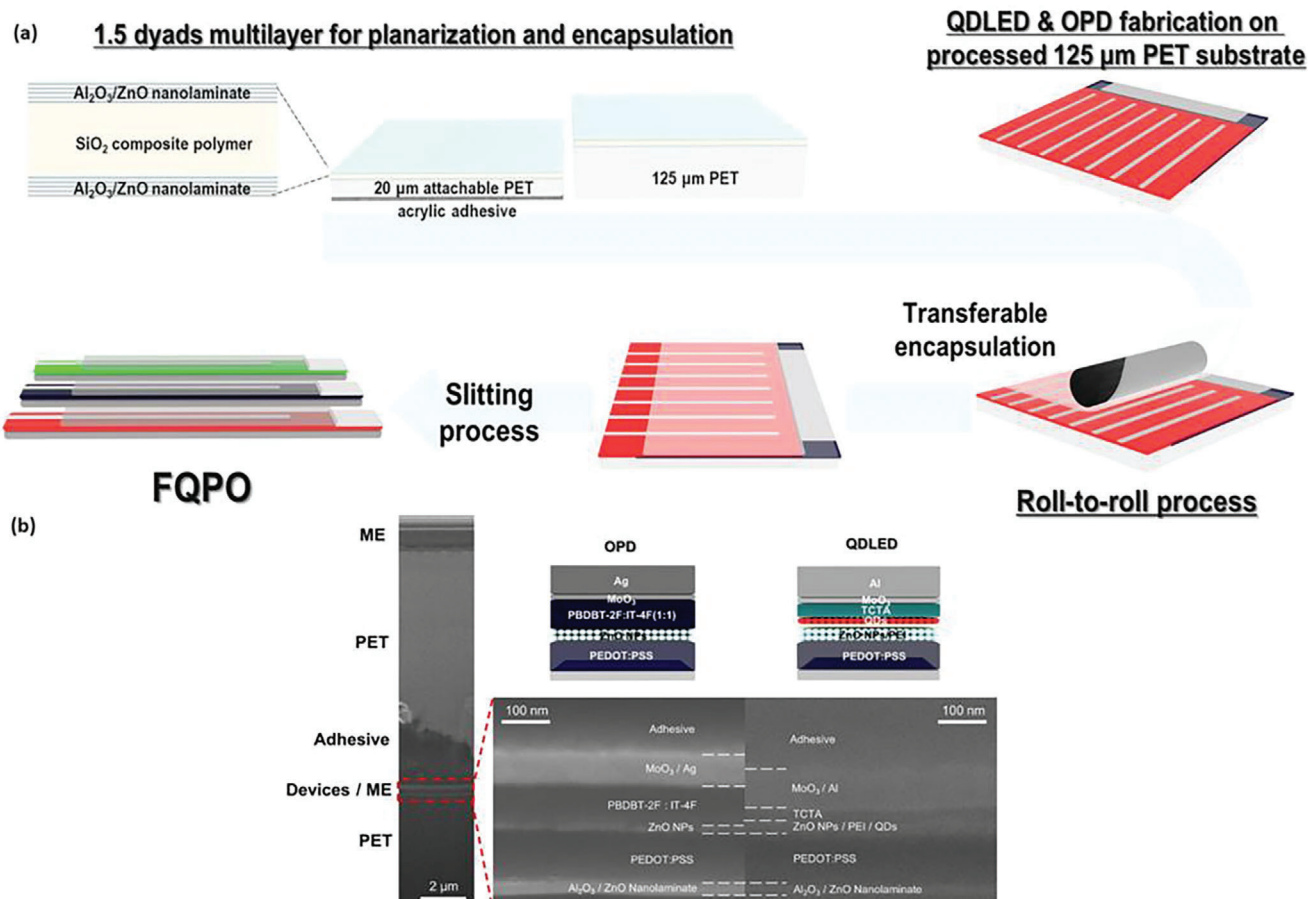 (a)
1.5 dyads multilayer for planarization and encapsulation
QDLED & OPD fabrication on
processed 125 μm PET substrate
Al₂O₃/ZnO nanolaminate
SiO₂ composite polymer
Al₂O₃/ZnO nanolaminate
20 μm attachable PET
acrylic adhesive
125 μm PET
Transferable
encapsulation
Slitting
process
FQPO
Roll-to-roll process
(b)
ME
PET
Adhesive
Devices / ME
PET
2 μm
OPD
Ag
MoO₃
PBDBT-2F:IT-4F(1:1)
ZnO NPs
PEDOT:PSS
QDLED
Al
MoO₃
TCTA
QDs
ZnO NPs/PEI
PEDOT:PSS
100 nm
Adhesive
MoO₃ / Ag
PBDBT-2F : IT-4F
ZnO NPs
PEDOT:PSS
Al₂O₃ / ZnO Nanolaminate
100 nm
Adhesive
MoO₃ / Al
TCTA
ZnO NPs / PEI / QDs
PEDOT:PSS
Al₂O₃ / ZnO Nanolaminate